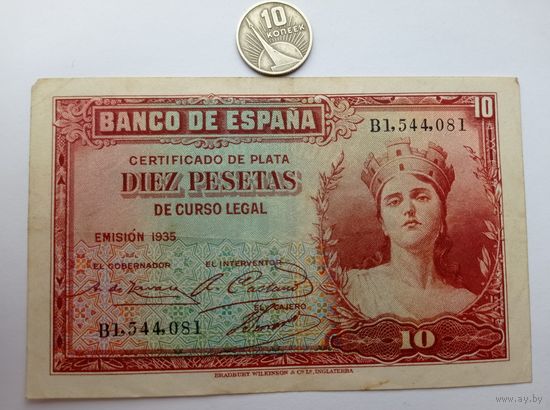 10
КОПЕЕК
10
BANCO DE ESPAÑA
B1,544,081
CERTIFICADO DE PLATA
DIEZ PESETAS
DE CURSO LEGAL
EMISIÓN 1935
EL GOBERNADOR
EL INTERVENTOR
EL CAJERO
B1,544,081
10
BRADBURY WILKINSON & Cº Lº, INGLATERRA
www.ay.by